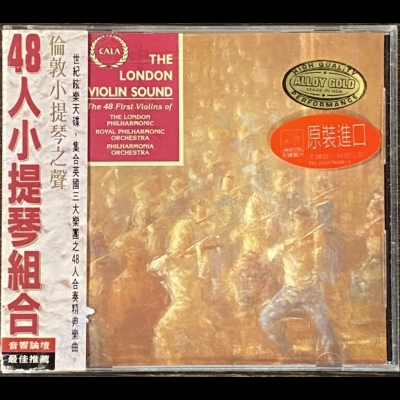 48人小提琴組合
倫敦小提琴之聲
世紀絃樂天碟，集合英國三大樂團之48人合奏精典樂曲。
音響論壇
最佳推薦
CALA
THE
LONDON
VIOLIN SOUND
The 48 First Violins of
THE LONDON
PHILHARMONIC
ROYAL PHILHARMONIC
ORCHESTRA
PHILHARMONIA
ORCHESTRA
HIGH QUALITY
ALLOY GOLD
MADE IN USA
PERFORMANCE
原裝進口